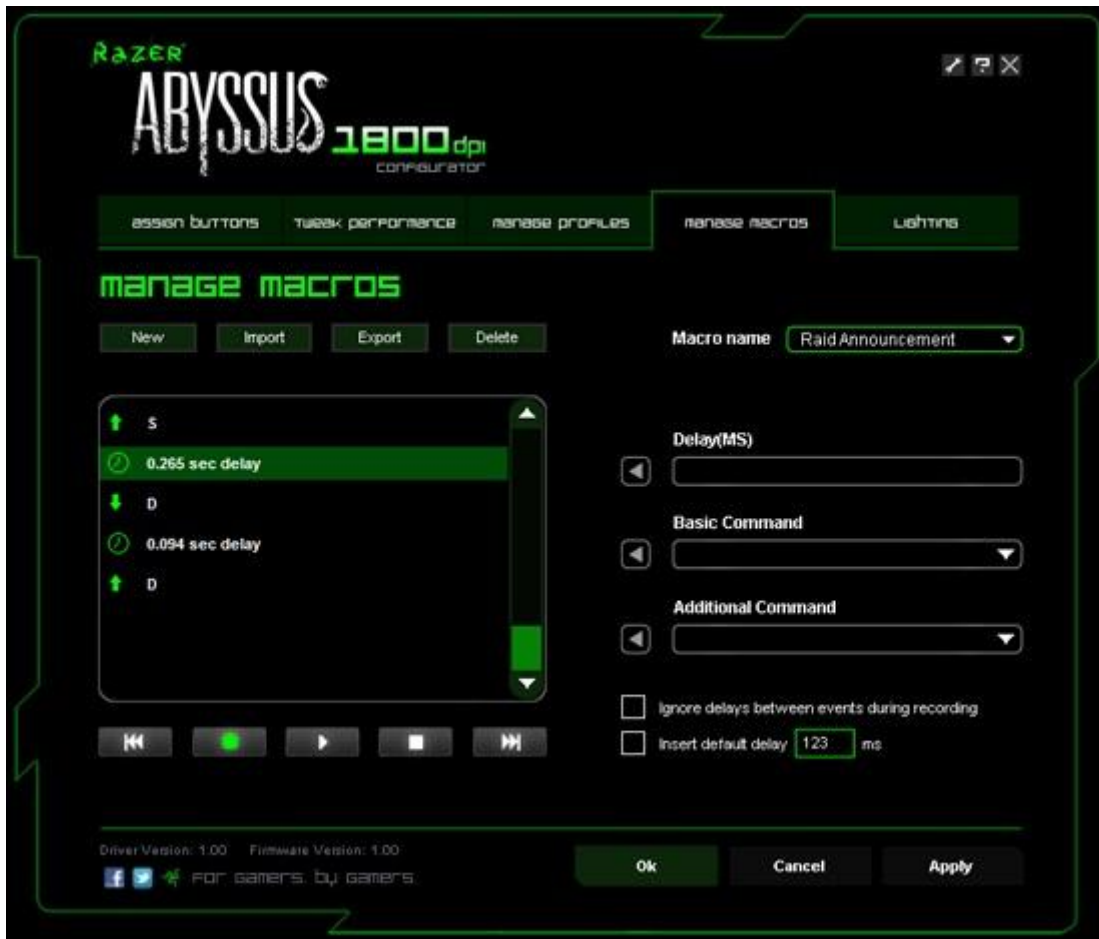 RAZER
ABYSSUS
1800dpi
CONFIGURATOR
ASSIGN BUTTONS TWEAK PERFORMANCE MANAGE PROFILES MANAGE MACROS LIGHTING
MANAGE MACROS
New Import Export Delete
Macro name Raid Announcement
S
0.265 sec delay
D
0.094 sec delay
D
Delay(MS)
Basic Command
Additional Command
Ignore delays between events during recording
Insert default delay 123 ms
Driver Version: 1.00 Firmware Version: 1.00
FOR GAMERS. BY GAMERS.
Ok Cancel Apply